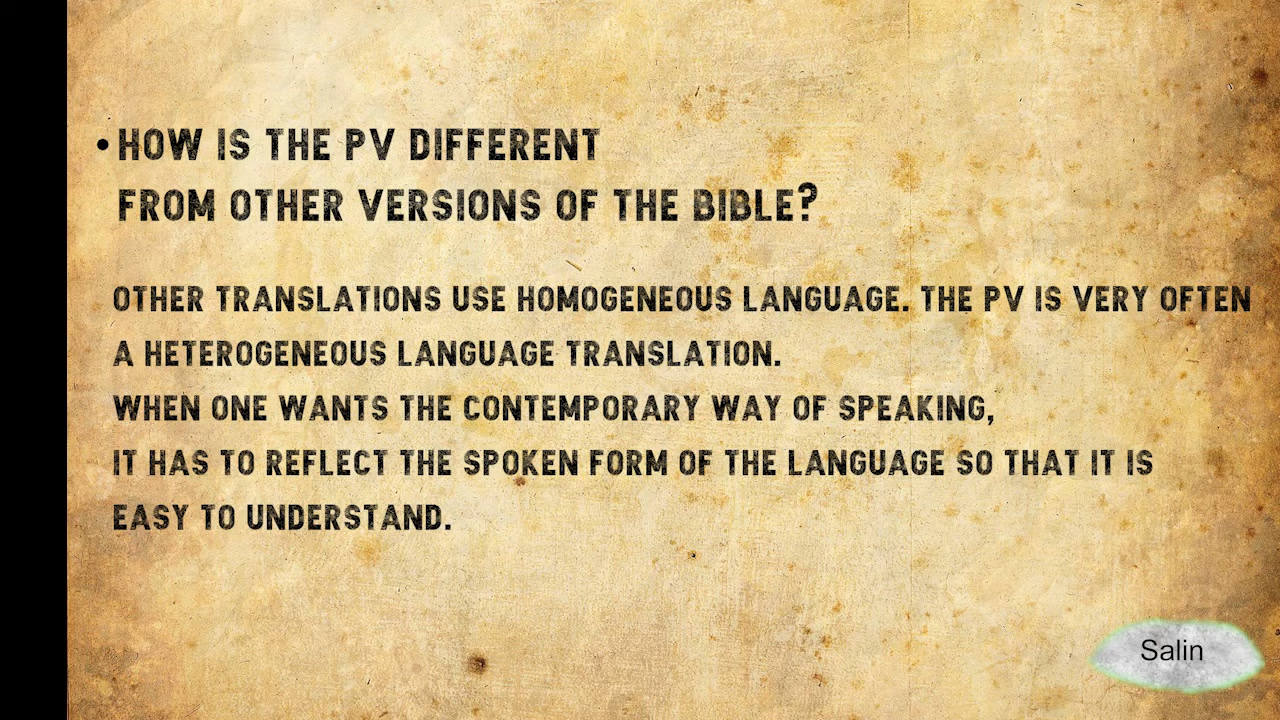 • HOW IS THE PV DIFFERENT
FROM OTHER VERSIONS OF THE BIBLE?
OTHER TRANSLATIONS USE HOMOGENEOUS LANGUAGE. THE PV IS VERY OFTEN
A HETEROGENEOUS LANGUAGE TRANSLATION.
WHEN ONE WANTS THE CONTEMPORARY WAY OF SPEAKING,
IT HAS TO REFLECT THE SPOKEN FORM OF THE LANGUAGE SO THAT IT IS
EASY TO UNDERSTAND.
Salin